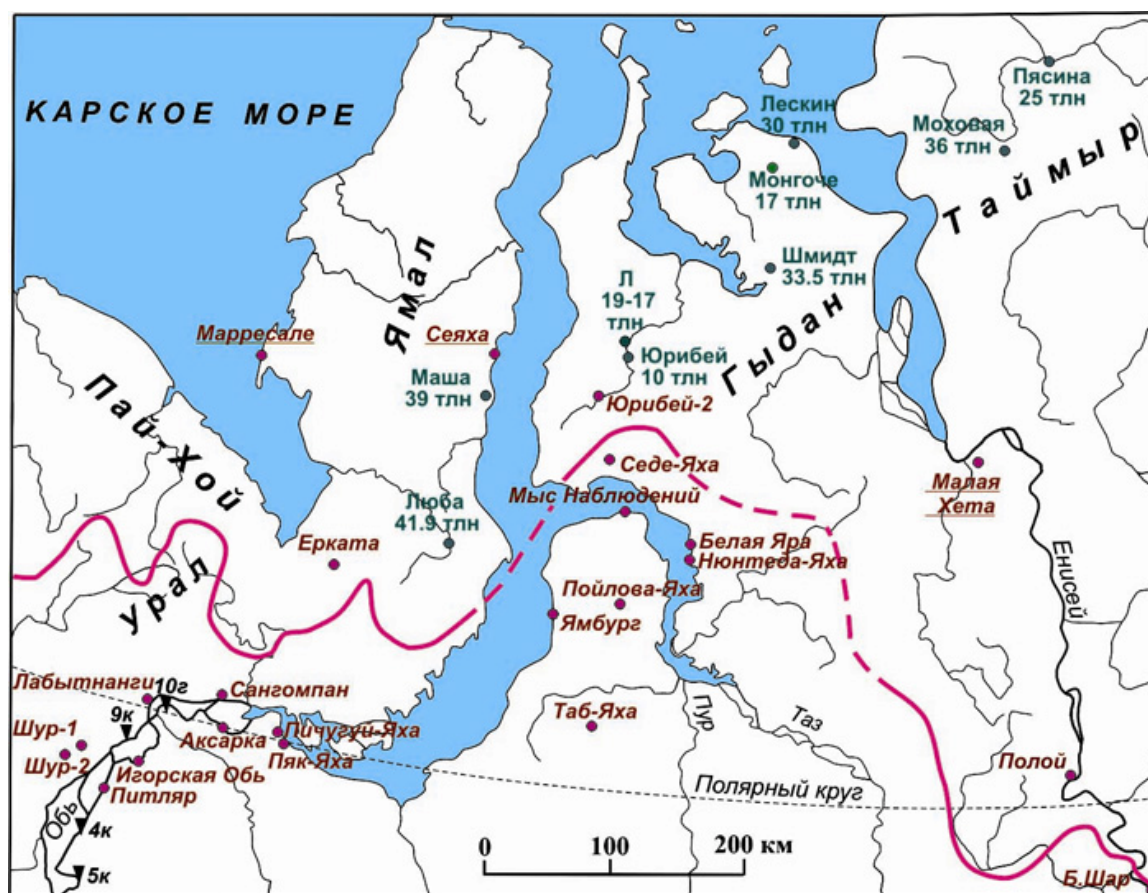 КАРСКОЕ МОРЕ
Пясина
25 тлн
Лескин
30 тлн
Моховая
36 тлн
Монгоче
17 тлн
Таймыр
Шмидт
33.5 тлн
Ямал
Л
19-17
тлн
Марресале
Сеяха
Гыдан
Маша
39 тлн
Юрибей
10 тлн
Юрибей-2
Пай-Хой
Седе-Яха
Малая
Хета
Мыс Наблюдений
Люба
41.9 тлн
Белая Яра
Нюнтеда-Яха
Ерката
Енисей
Урал
Пойлова-Яха
Ямбург
Лабытнанги
10г
Сангомпан
9к
Шур-1
Аксарка
Пичугуй-Яха
Таб-Яха
Пур
Таз
Шур-2
Игорская Обь
Пяк-Яха
Питляр
Полярный круг
Полой
Обь
4к
5к
0 100 200 км
Б.Шар